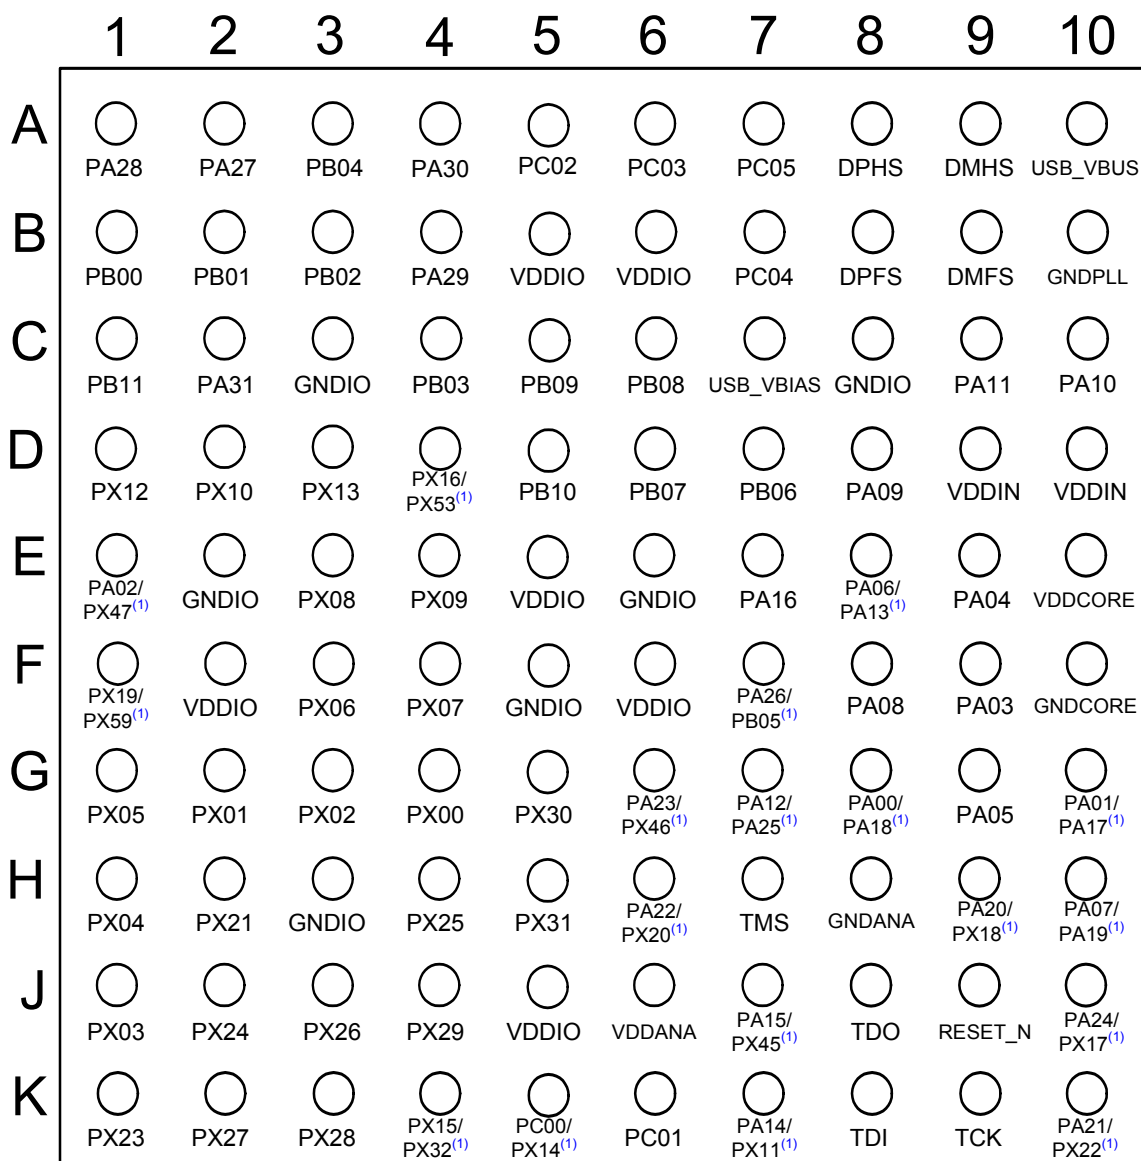 1 2 3 4 5 6 7 8 9 10
A
PA28 PA27 PB04 PA30 PC02 PC03 PC05 DPHS DMHS USB_VBUS
B
PB00 PB01 PB02 PA29 VDDIO VDDIO PC04 DPFS DMFS GNDPLL
C
PB11 PA31 GNDIO PB03 PB09 PB08 USB_VBIAS GNDIO PA11 PA10
D
PX12 PX10 PX13 PX16/ PB10 PB07 PB06 PA09 VDDIN VDDIN
PX53(1)
E
PA02/ GNDIO PX08 PX09 VDDIO GNDIO PA16 PA06/ PA04 VDDCORE
PX47(1) PA13(1)
F
PX19/ VDDIO PX06 PX07 GNDIO VDDIO PA26/ PA08 PA03 GNDCORE
PX59(1) PB05(1)
G
PX05 PX01 PX02 PX00 PX30 PA23/ PA12/ PA00/ PA05 PA01/
PX46(1) PA25(1) PA18(1) PA17(1)
H
PX04 PX21 GNDIO PX25 PX31 PA22/ TMS GNDANA PA20/ PA07/
PX20(1) PX18(1) PA19(1)
J
PX03 PX24 PX26 PX29 VDDIO VDDANA PA15/ TDO RESET_N PA24/
PX45(1) PX17(1)
K
PX23 PX27 PX28 PX15/ PC00/ PC01 PA14/ TDI TCK PA21/
PX32(1) PX14(1) PX11(1) PX22(1)